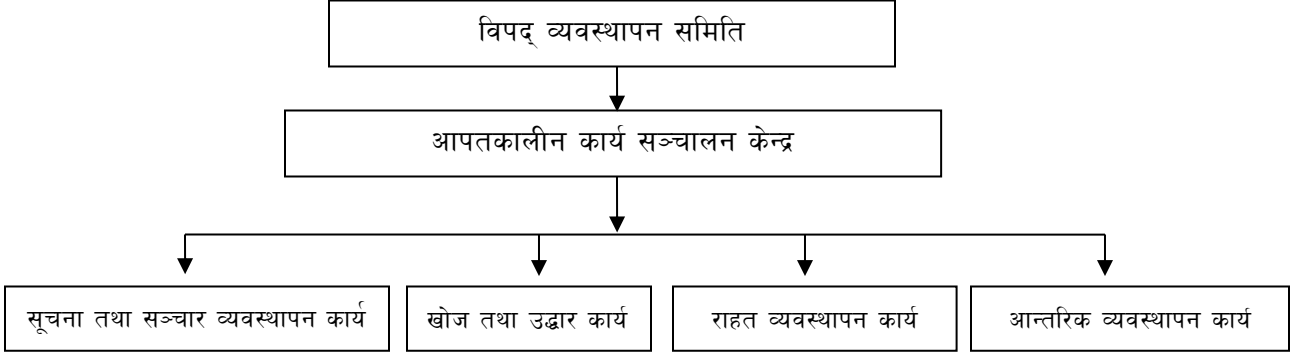 विपद् व्यवस्थापन समिति
आपतकालीन कार्य सञ्चालन केन्द्र
सूचना तथा सञ्चार व्यवस्थापन कार्य
खोज तथा उद्धार कार्य
राहत व्यवस्थापन कार्य
आन्तरिक व्यवस्थापन कार्य